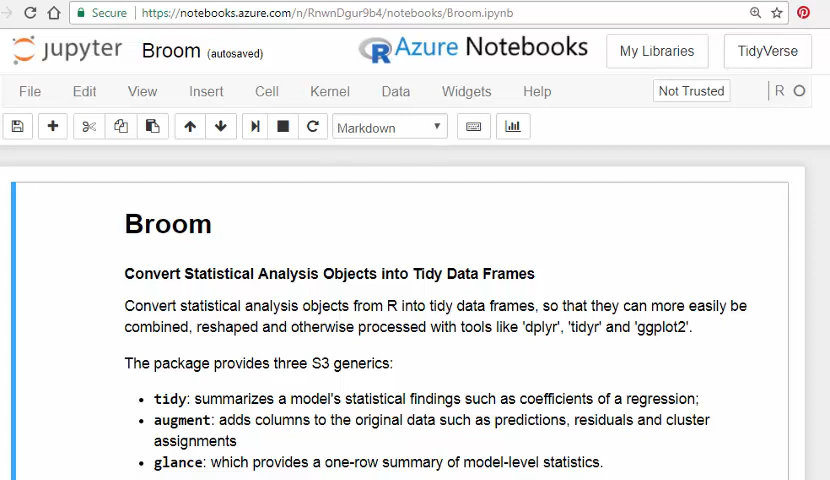 Secure https://notebooks.azure.com/n/RnwnDgur9b4/notebooks/Broom.ipynb
jupyter Broom (autosaved) R Azure Notebooks My Libraries TidyVerse
File Edit View Insert Cell Kernel Data Widgets Help Not Trusted R
Markdown
Broom
Convert Statistical Analysis Objects into Tidy Data Frames
Convert statistical analysis objects from R into tidy data frames, so that they can more easily be
combined, reshaped and otherwise processed with tools like 'dplyr', 'tidyr' and 'ggplot2'.
The package provides three S3 generics:
• tidy: summarizes a model's statistical findings such as coefficients of a regression;
• augment: adds columns to the original data such as predictions, residuals and cluster
assignments
• glance: which provides a one-row summary of model-level statistics.